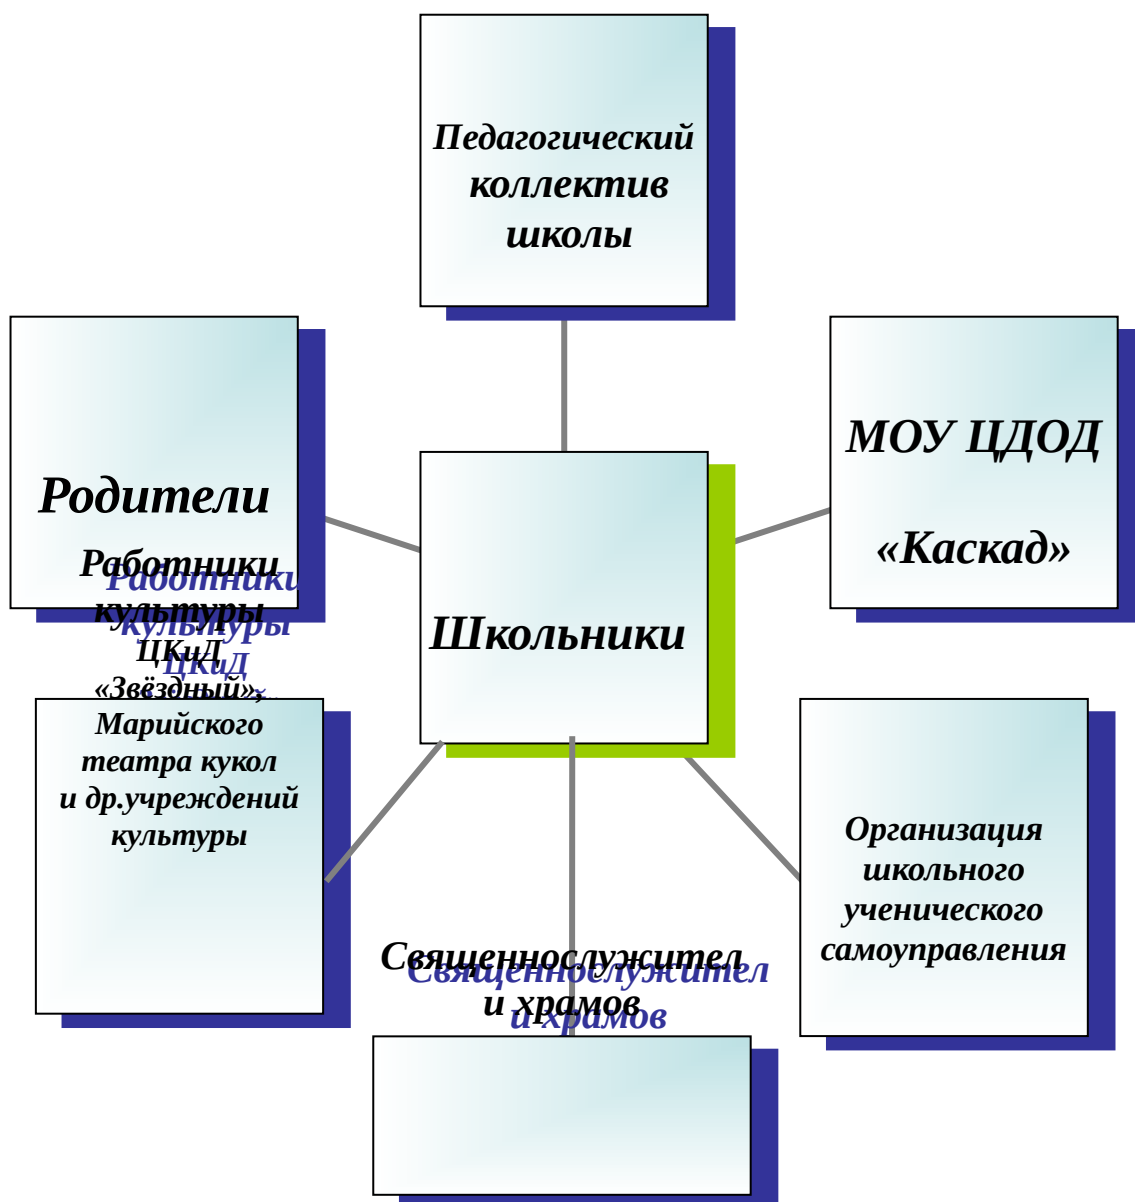 Педагогический
коллектив
школы
Родители
МОУ ЦДОД
«Каскад»
Школьники
Работники
культуры
ЦКиД
«Звёздный»,
Марийского
театра кукол
и др.учреждений
культуры
Организация
школьного
ученического
самоуправления
Священнослужител
и храмов